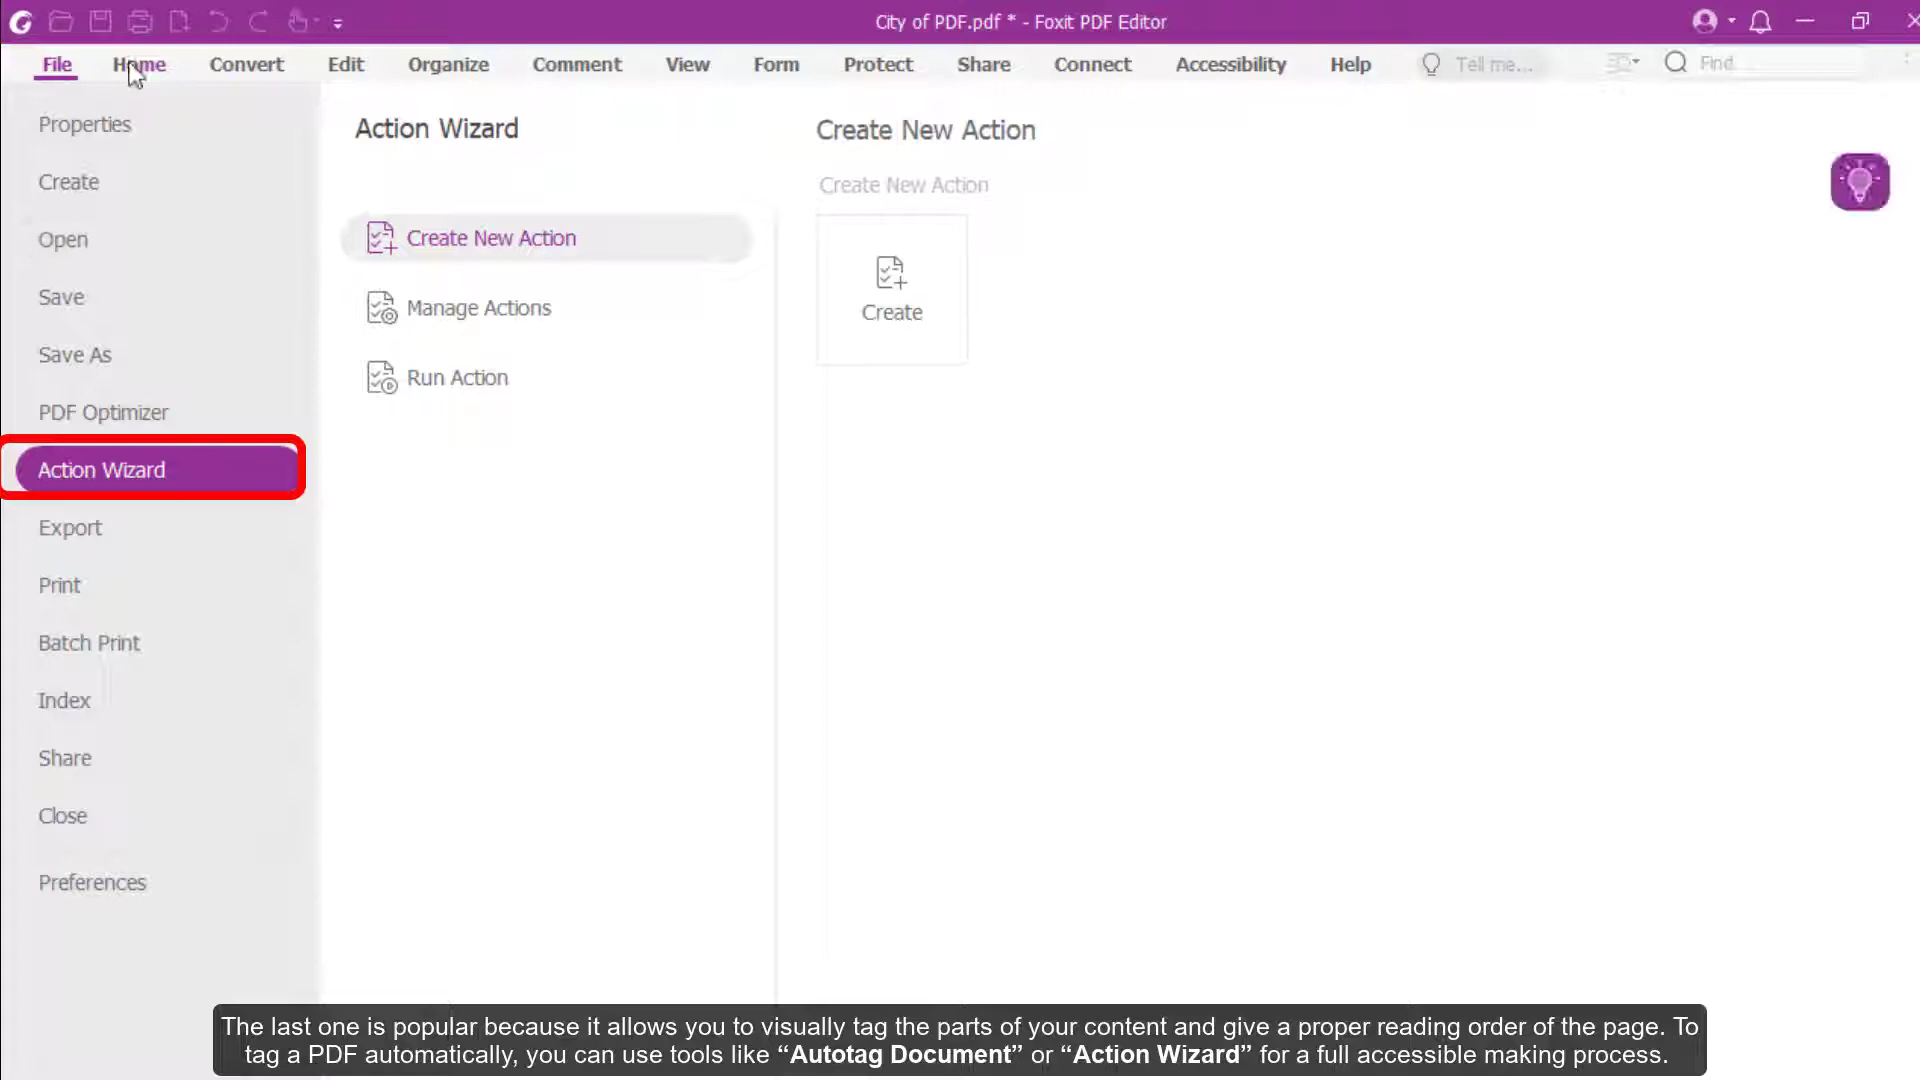 City of PDF.pdf * - Foxit PDF Editor
File Home Convert Edit Organize Comment View Form Protect Share Connect Accessibility Help Tell me... Find
Properties
Create
Open
Save
Save As
PDF Optimizer
Action Wizard
Export
Print
Batch Print
Index
Share
Close
Preferences
Action Wizard
Create New Action
Manage Actions
Run Action
Create New Action
Create New Action
Create
The last one is popular because it allows you to visually tag the parts of your content and give a proper reading order of the page. To
tag a PDF automatically, you can use tools like “Autotag Document” or “Action Wizard” for a full accessible making process.